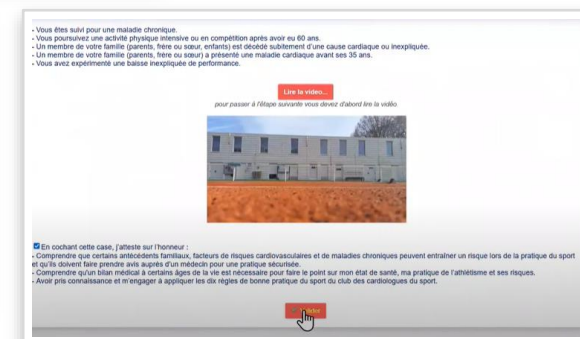 - Vous êtes suivi pour une maladie chronique.
- Vous poursuivez une activité physique intensive ou en compétition après avoir eu 60 ans.
- Un membre de votre famille (parents, frère ou sœur, enfants) est décédé subitement d'une cause cardiaque ou inexpliquée.
- Un membre de votre famille (parents, frère ou sœur) a présenté une maladie cardiaque avant ses 35 ans.
- Vous avez expérimenté une baisse inexpliquée de performance.
Lire la video...
pour passer à l'étape suivante vous devez d'abord lire la vidéo.
En cochant cette case, j'atteste sur l'honneur :
- Comprendre que certains antécédents familiaux, facteurs de risques cardiovasculaires et de maladies chroniques peuvent entraîner un risque lors de la pratique du sport
et qu'ils doivent faire prendre avis auprès d'un médecin pour une pratique sécurisée.
- Comprendre qu'un bilan médical à certains âges de la vie est nécessaire pour faire le point sur mon état de santé, ma pratique de l'athlétisme et ses risques.
- Avoir pris connaissance et m'engager à appliquer les dix règles de bonne pratique du sport du club des cardiologues du sport.